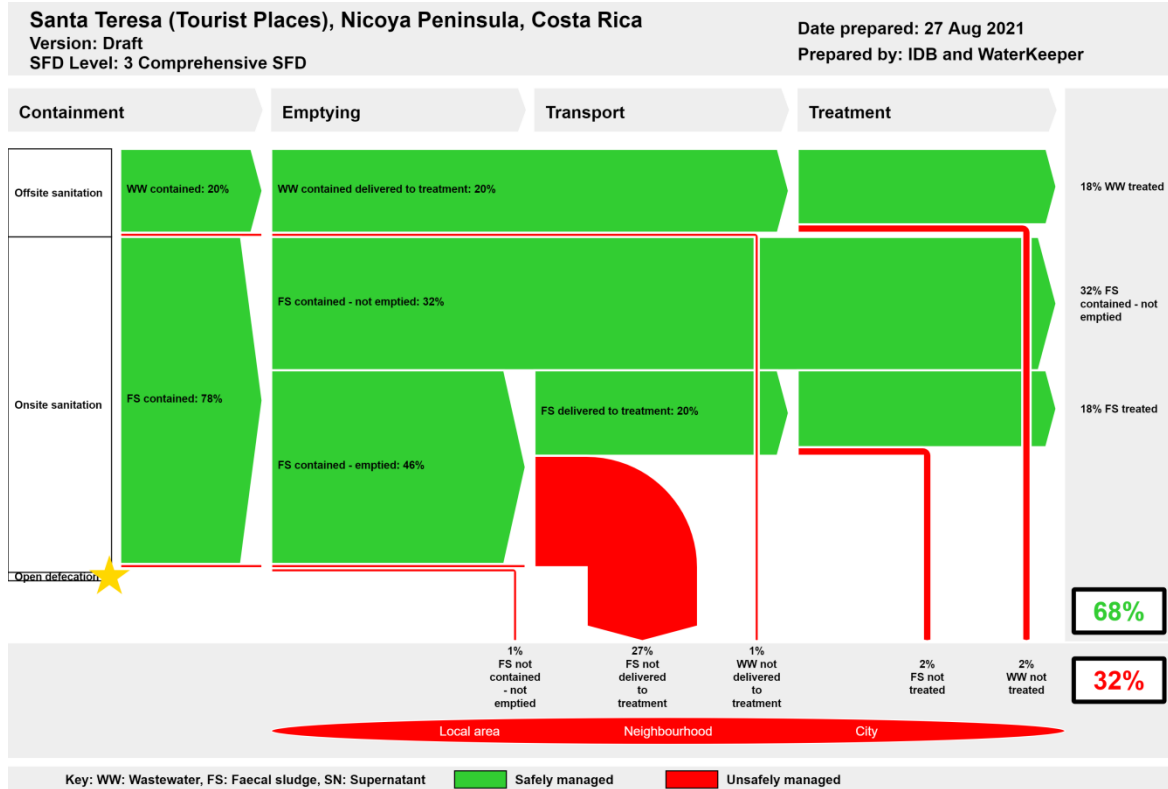 Santa Teresa (Tourist Places), Nicoya Peninsula, Costa Rica
Version: Draft
SFD Level: 3 Comprehensive SFD
Date prepared: 27 Aug 2021
Prepared by: IDB and WaterKeeper
Containment
Emptying
Transport
Treatment
Offsite sanitation
WW contained: 20%
WW contained delivered to treatment: 20%
18% WW treated
FS contained - not emptied: 32%
32% FS
contained - not
emptied
Onsite sanitation
FS contained: 78%
FS delivered to treatment: 20%
18% FS treated
FS contained - emptied: 46%
Open defecation
68%
1%
FS not
contained
- not
emptied
27%
FS not
delivered
to
treatment
1%
WW not
delivered
to
treatment
2%
FS not
treated
2%
WW not
treated
32%
Local area
Neighbourhood
City
Key: WW: Wastewater, FS: Faecal sludge, SN: Supernatant
Safely managed
Unsafely managed